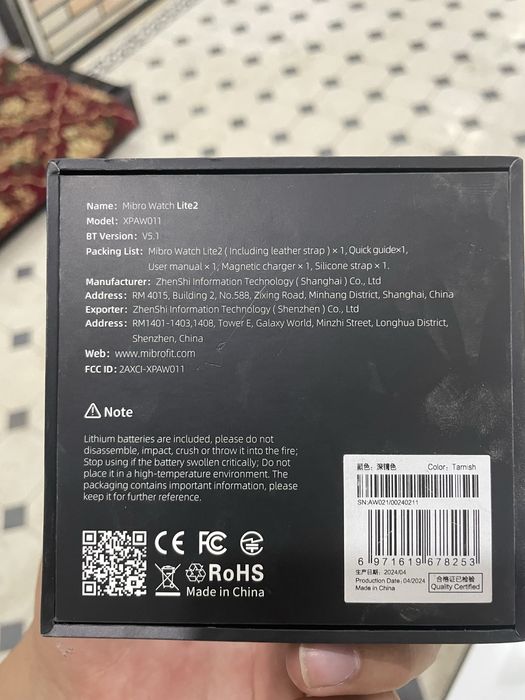 Name: Mibro Watch Lite2
Model: XPAW011
BT Version: V5.1
Packing List: Mibro Watch Lite2 ( Including leather strap ) × 1, Quick guide×1,
User manual × 1, Magnetic charger × 1, Silicone strap × 1.
Manufacturer: ZhenShi Information Technology ( Shanghai ) Co., Ltd
Address: RM 4015, Building 2, No.588, Zixing Road, Minhang District, Shanghai, China
Exporter: ZhenShi Information Technology ( Shenzhen ) Co., Ltd
Address: RM1401-1403,1408, Tower E, Galaxy World, Minzhi Street, Longhua District,
Shenzhen, China
Web: www.mibrofit.com
FCC ID: 2AXCI-XPAW011
Note
Lithium batteries are included, please do not
disassemble, impact, crush or throw it into the fire;
Stop using if the battery swollen critically; Do not
place it in a high-temperature environment. The
packaging contains important information, please
keep it for further reference.
CE FC
RoHS
Made in China
颜色: 深锖色 Color: Tarnish
SN:AW021/00240211
6 971619 678253
生产日期: 2024/04
Production Date: 04/2024
Made in China
合格证已检验
Quality Certified